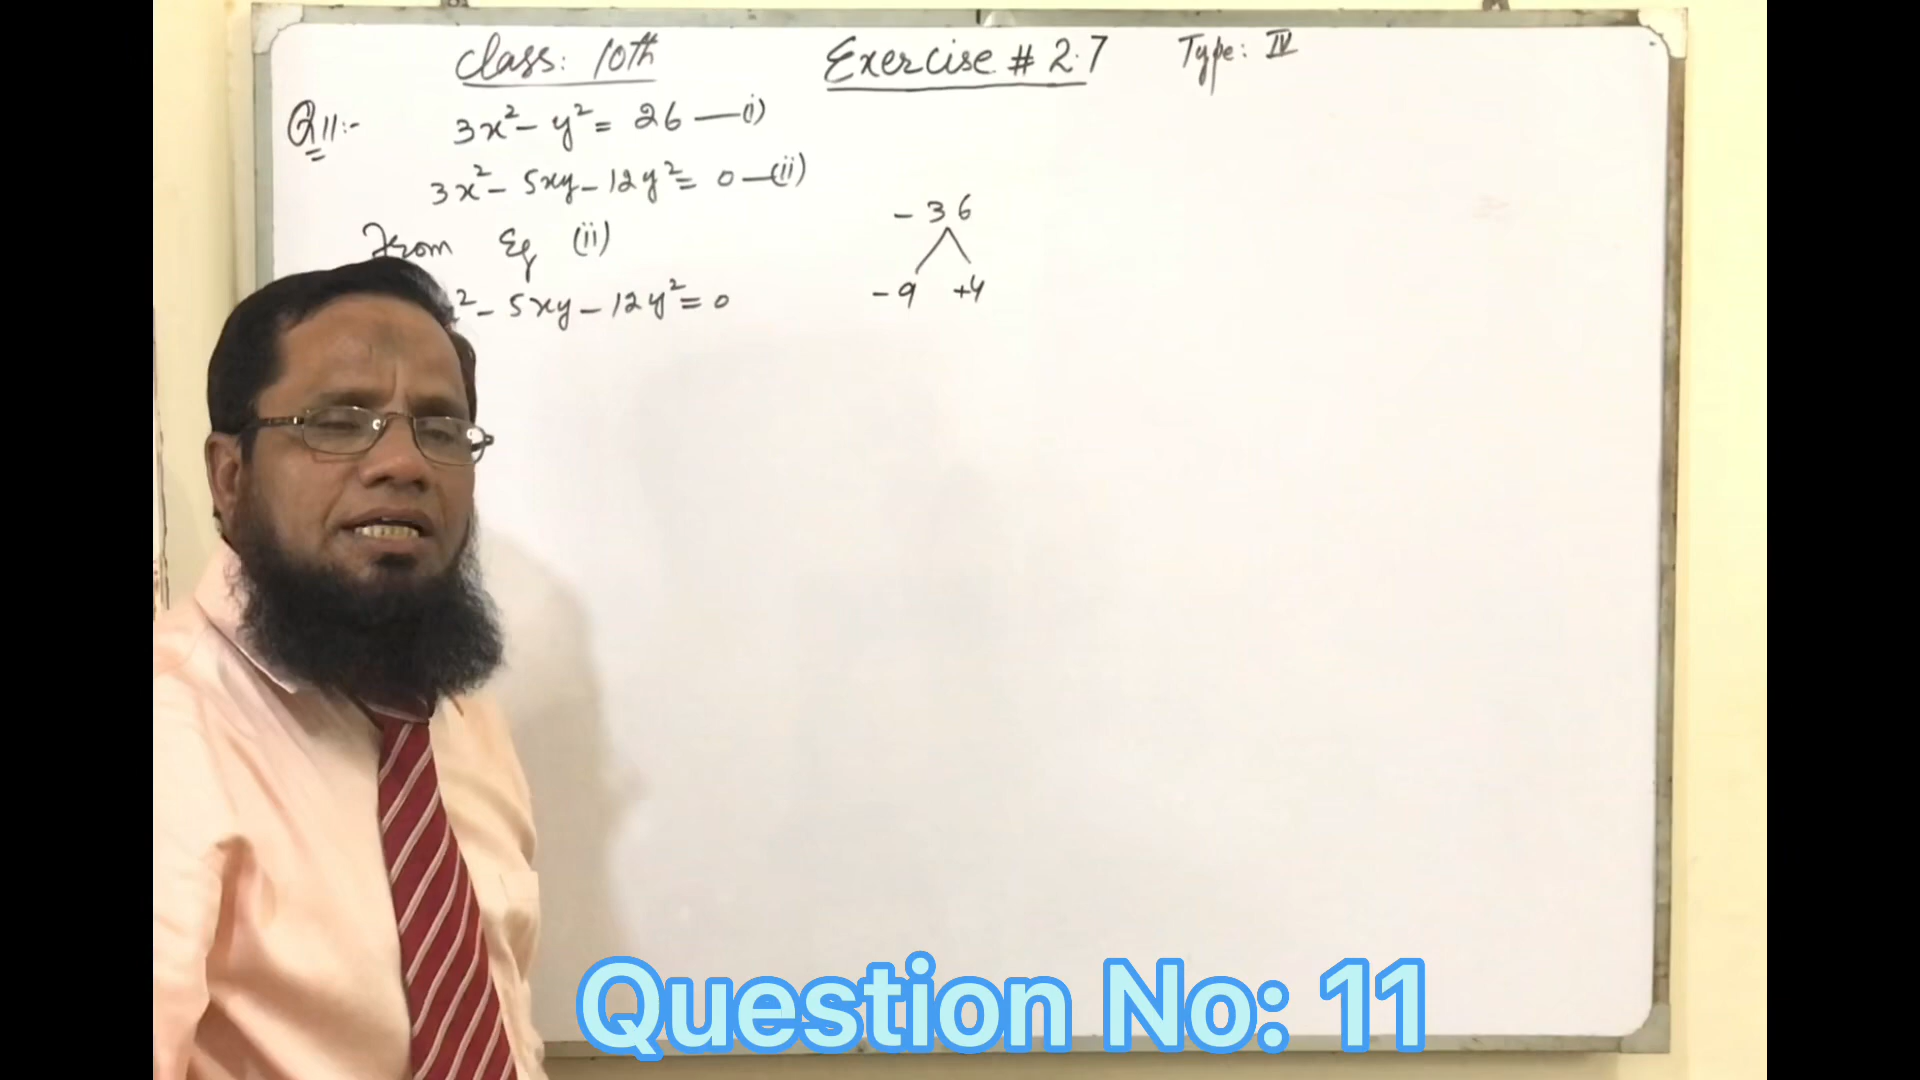 Class: 10th Exercise # 2.7 Type: IV
Q11:- 3x² - y² = 26 —(i)
3x² - 5xy - 12y² = 0 —(ii)
From Eq (ii)
² - 5xy - 12y² = 0
- 36
- 9 +4
Question No: 11